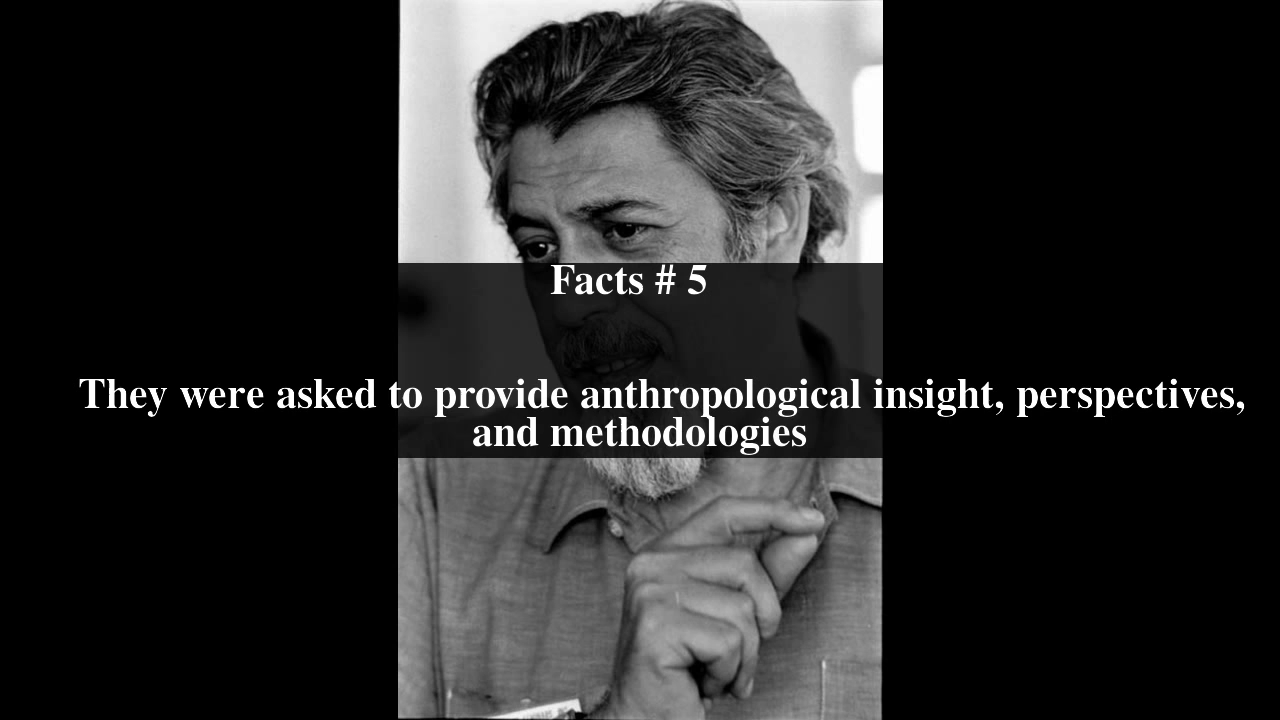 Facts # 5
They were asked to provide anthropological insight, perspectives,
and methodologies